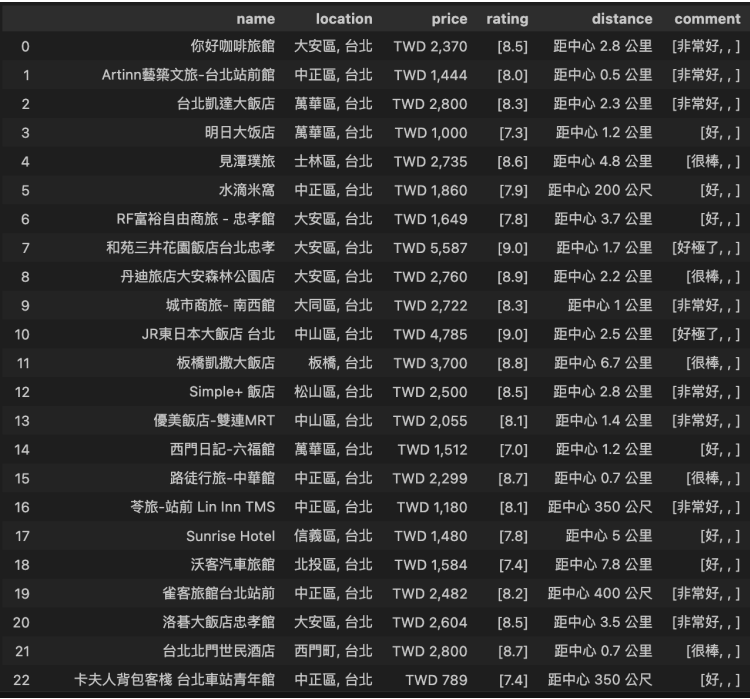 name location price rating distance comment
0 你好咖啡旅館 大安區, 台北 TWD 2,370 [8.5] 距中心 2.8 公里 [非常好, , ]
1 Artinn藝築文旅-台北站前館 中正區, 台北 TWD 1,444 [8.0] 距中心 0.5 公里 [非常好, , ]
2 台北凱達大飯店 萬華區, 台北 TWD 2,800 [8.3] 距中心 2.3 公里 [非常好, , ]
3 明日大饭店 萬華區, 台北 TWD 1,000 [7.3] 距中心 1.2 公里 [好, , ]
4 見潭璞旅 士林區, 台北 TWD 2,735 [8.6] 距中心 4.8 公里 [很棒, , ]
5 水滴米窩 中正區, 台北 TWD 1,860 [7.9] 距中心 200 公尺 [好, , ]
6 RF富裕自由商旅 - 忠孝館 大安區, 台北 TWD 1,649 [7.8] 距中心 3.7 公里 [好, , ]
7 和苑三井花園飯店台北忠孝 大安區, 台北 TWD 5,587 [9.0] 距中心 1.7 公里 [好極了, , ]
8 丹迪旅店大安森林公園店 大安區, 台北 TWD 2,760 [8.9] 距中心 2.2 公里 [很棒, , ]
9 城市商旅- 南西館 大同區, 台北 TWD 2,722 [8.3] 距中心 1 公里 [非常好, , ]
10 JR東日本大飯店 台北 中山區, 台北 TWD 4,785 [9.0] 距中心 2.5 公里 [好極了, , ]
11 板橋凱撒大飯店 板橋, 台北 TWD 3,700 [8.8] 距中心 6.7 公里 [很棒, , ]
12 Simple+ 飯店 松山區, 台北 TWD 2,500 [8.5] 距中心 2.8 公里 [非常好, , ]
13 優美飯店-雙連MRT 中山區, 台北 TWD 2,055 [8.1] 距中心 1.4 公里 [非常好, , ]
14 西門日記-六福館 萬華區, 台北 TWD 1,512 [7.0] 距中心 1.2 公里 [好, , ]
15 路徒行旅-中華館 中正區, 台北 TWD 2,299 [8.7] 距中心 0.7 公里 [很棒, , ]
16 苓旅-站前 Lin Inn TMS 中正區, 台北 TWD 1,180 [8.1] 距中心 350 公尺 [非常好, , ]
17 Sunrise Hotel 信義區, 台北 TWD 1,480 [7.8] 距中心 5 公里 [好, , ]
18 沃客汽車旅館 北投區, 台北 TWD 1,584 [7.4] 距中心 7.8 公里 [好, , ]
19 雀客旅館台北站前 中正區, 台北 TWD 2,482 [8.2] 距中心 400 公尺 [非常好, , ]
20 洛碁大飯店忠孝館 大安區, 台北 TWD 2,604 [8.5] 距中心 3.5 公里 [非常好, , ]
21 台北北門世民酒店 西門町, 台北 TWD 2,800 [8.7] 距中心 0.7 公里 [很棒, , ]
22 卡夫人背包客棧 台北車站青年館 中正區, 台北 TWD 789 [7.4] 距中心 350 公尺 [好, , ]